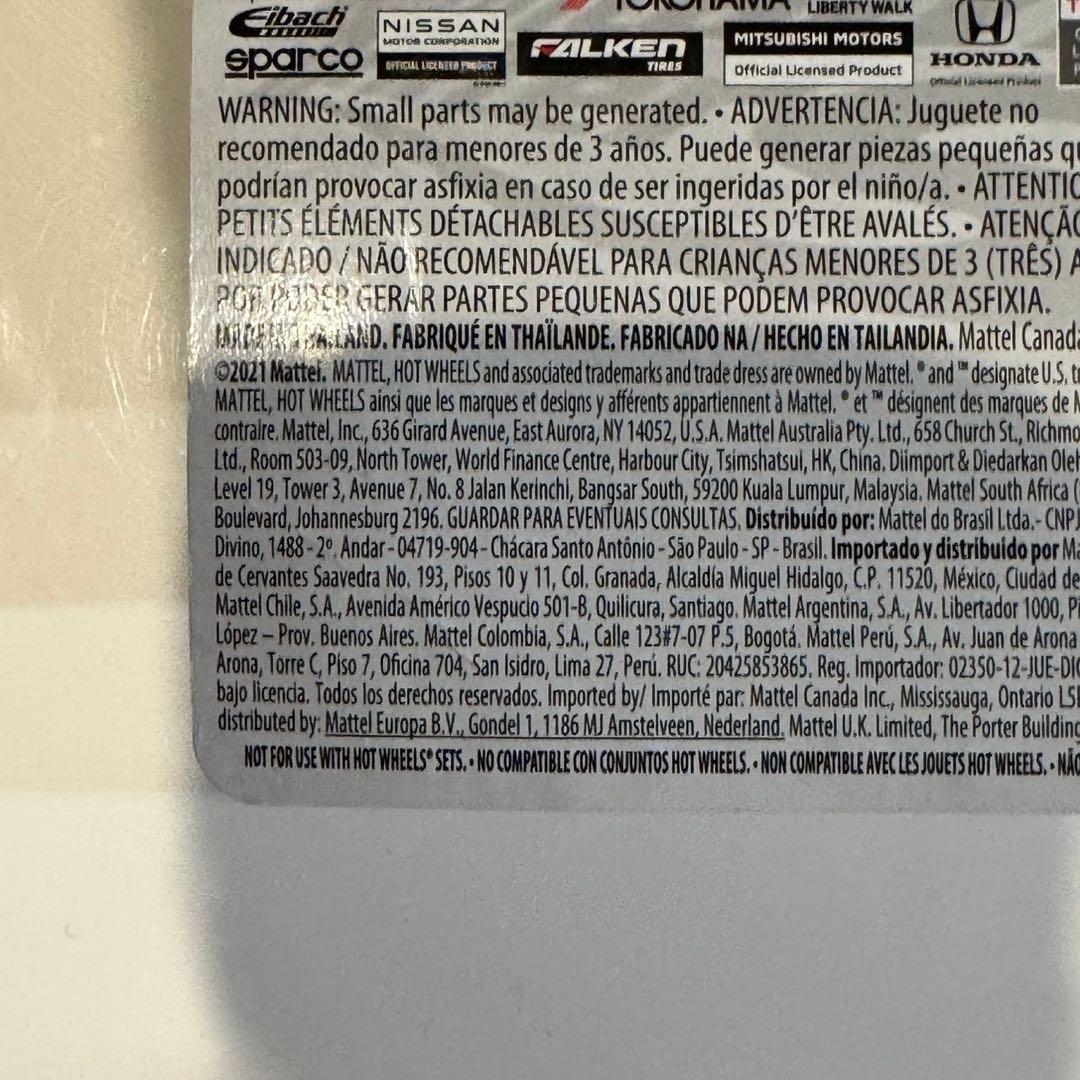 Eibach
NISSAN
YOKOHAMA
LIBERTY WALK
MOTOR CORPORATION
OFFICIAL LICENSED PRODUCT
sparco
FALKEN
TIRES
MITSUBISHI MOTORS
Official Licensed Product
HONDA
Official Licensed Product
WARNING: Small parts may be generated. • ADVERTENCIA: Juguete no
recomendado para menores de 3 años. Puede generar piezas pequeñas
podrían provocar asfixia en caso de ser ingeridas por el niño/a. •
PETITS ÉLÉMENTS DÉTACHABLES SUSCEPTIBLES D'ÊTRE AVALÉS. •
INDICADO / NÃO RECOMENDÁVEL PARA CRIANÇAS MENORES DE 3 (TRÊS)
POR PODER GERAR PARTES PEQUENAS QUE PODEM PROVOCAR ASFIXIA.
MADE IN THAILAND. FABRIQUÉ EN THAÏLANDE. FABRICADO NA / HECHO EN TAILANDIA. Mattel Canada
©2021 Mattel. MATTEL, HOT WHEELS and associated trademarks and trade dress are owned by Mattel. ® and ™ designate U.S.
MATTEL, HOT WHEELS ainsi que les marques et designs y afférents appartiennent à Mattel. ® et ™ désignent des marques de
contraire. Mattel, Inc., 636 Girard Avenue, East Aurora, NY 14052, U.S.A. Mattel Australia Pty. Ltd., 658 Church St., Richmo
Ltd., Room 503-09, North Tower, World Finance Centre, Harbour City, Tsimshatsui, HK, China. Diimport & Diedarkan Oleh
Level 19, Tower 3, Avenue 7, No. 8 Jalan Kerinchi, Bangsar South, 59200 Kuala Lumpur, Malaysia. Mattel South Africa (
Boulevard, Johannesburg 2196. GUARDAR PARA EVENTUAIS CONSULTAS. Distribuído por: Mattel do Brasil Ltda.- CNPJ
Divino, 1488 - 2º. Andar - 04719-904 - Chácara Santo Antônio - São Paulo - SP - Brasil. Importado y distribuido por Ma
de Cervantes Saavedra No. 193, Pisos 10 y 11, Col. Granada, Alcaldía Miguel Hidalgo, C.P. 11520, México, Ciudad de
Mattel Chile, S.A., Avenida Américo Vespucio 501-B, Quilicura, Santiago. Mattel Argentina, S.A., Av. Libertador 1000,
López – Prov. Buenos Aires. Mattel Colombia, S.A., Calle 123#7-07 P.5, Bogotá. Mattel Perú, S.A., Av. Juan de Arona
Arona, Torre C, Piso 7, Oficina 704, San Isidro, Lima 27, Perú. RUC: 20425853865. Reg. Importador: 02350-12-JUE-DIG
bajo licencia. Todos los derechos reservados. Imported by/ Importé par: Mattel Canada Inc., Mississauga, Ontario L5
distributed by: Mattel Europa B.V., Gondel 1, 1186 MJ Amstelveen, Nederland. Mattel U.K. Limited, The Porter Building
NOT FOR USE WITH HOT WHEELS® SETS. • NO COMPATIBLE CON CONJUNTOS HOT WHEELS. • NON COMPATIBLE AVEC LES JOUETS HOT WHEELS. • NÃO